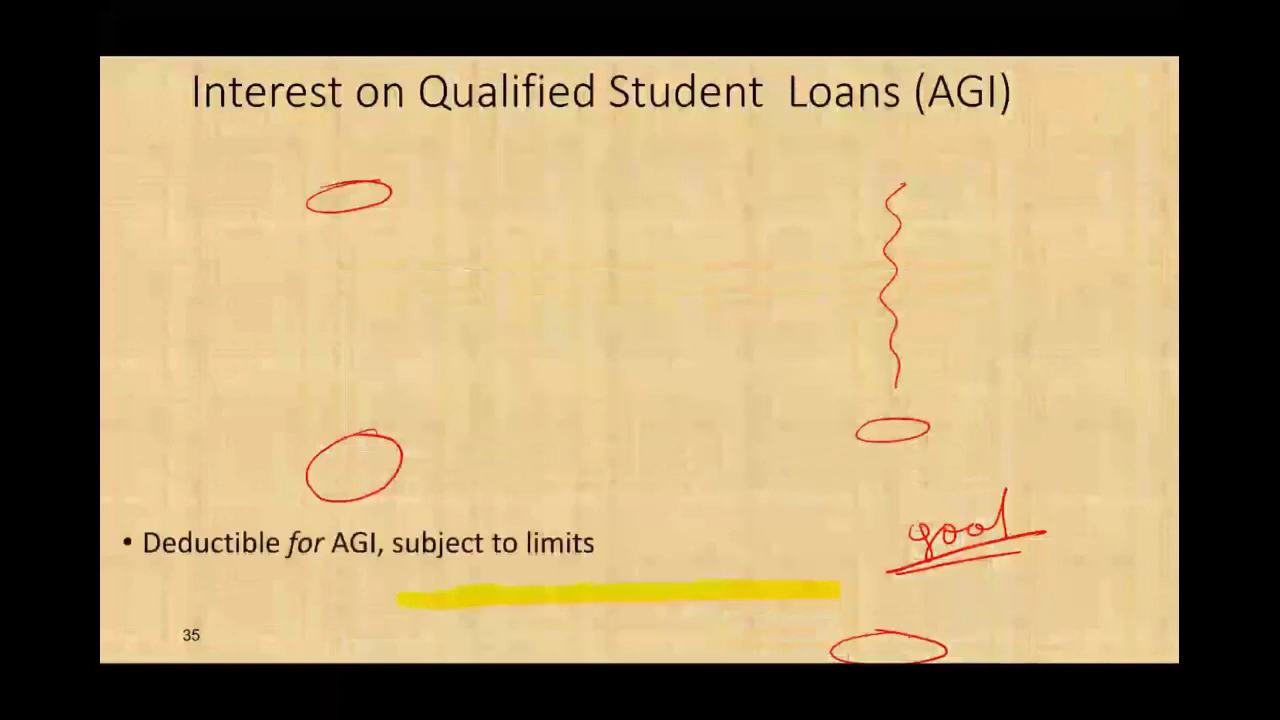 Interest on Qualified Student Loans (AGI)
good
• Deductible for AGI, subject to limits
35